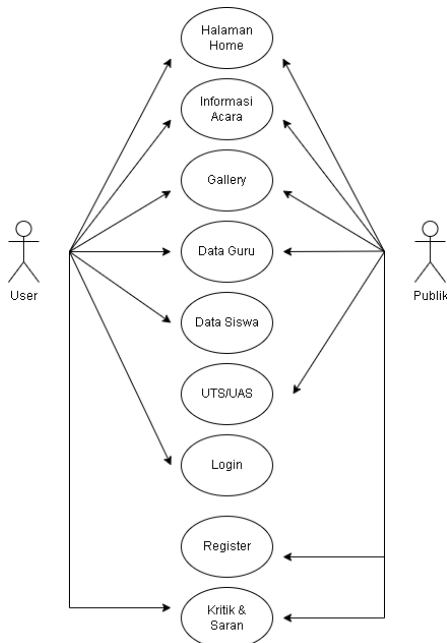 Halaman
Home
Informasi
Acara
Gallery
Data Guru
User
Publik
Data Siswa
UTS/UAS
Login
Register
Kritik &
Saran